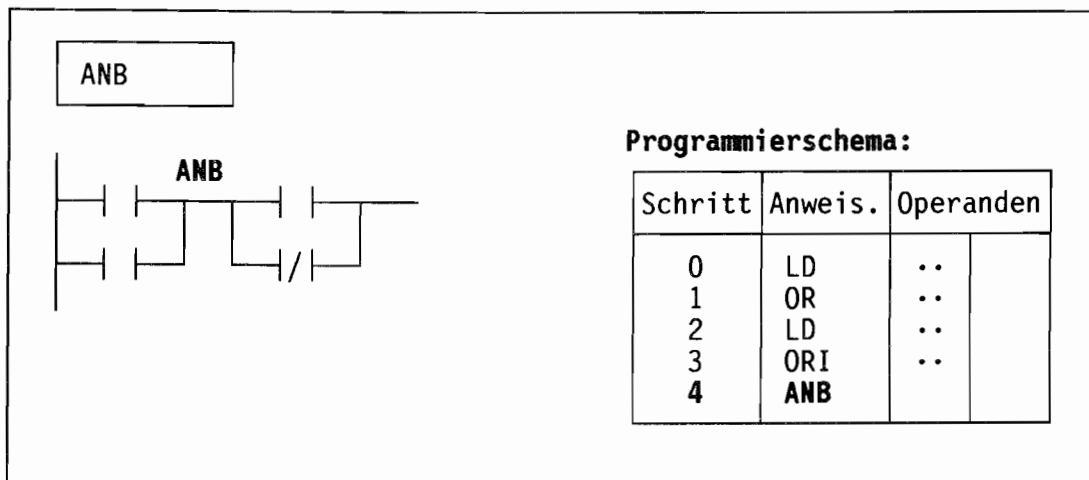 ANB
ANB
Programmierschema:
Schritt Anweis. Operanden
0 LD ..
1 OR ..
2 LD ..
3 ORI ..
4 ANB